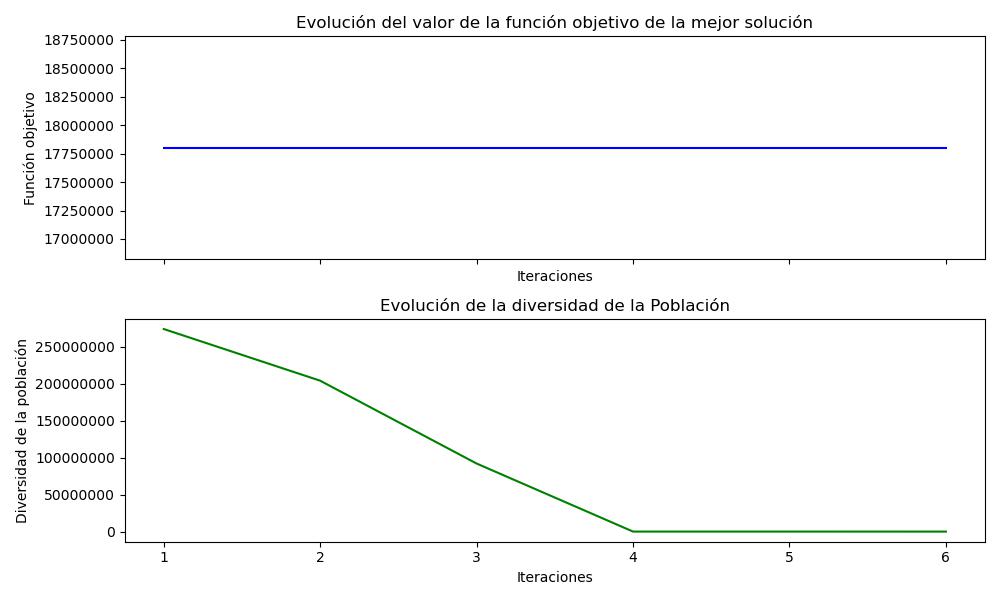 Evolución del valor de la función objetivo de la mejor solución
18750000
18500000
18250000
18000000
17750000
17500000
17250000
17000000
Función objetivo
Iteraciones
Evolución de la diversidad de la Población
250000000
200000000
150000000
100000000
50000000
0
Diversidad de la población
1 2 3 4 5 6
Iteraciones